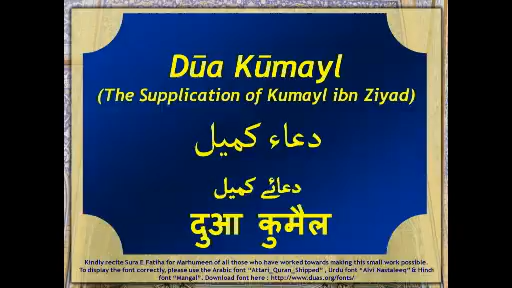 Dūa Kūmayl
(The Supplication of Kumayl ibn Ziyad)
دعاء كميل
دعائے کمیل
दुआ कुमैल
Kindly recite Sura E Fatiha for Marhumeen of all those who have worked towards making this small work possible.
To display the font correctly, please use the Arabic font "Attari_Quran_Shipped" , Urdu font "Alvi Nastaleeq" & Hindi
font "Mangal". Download font here : http://www.duas.org/fonts/